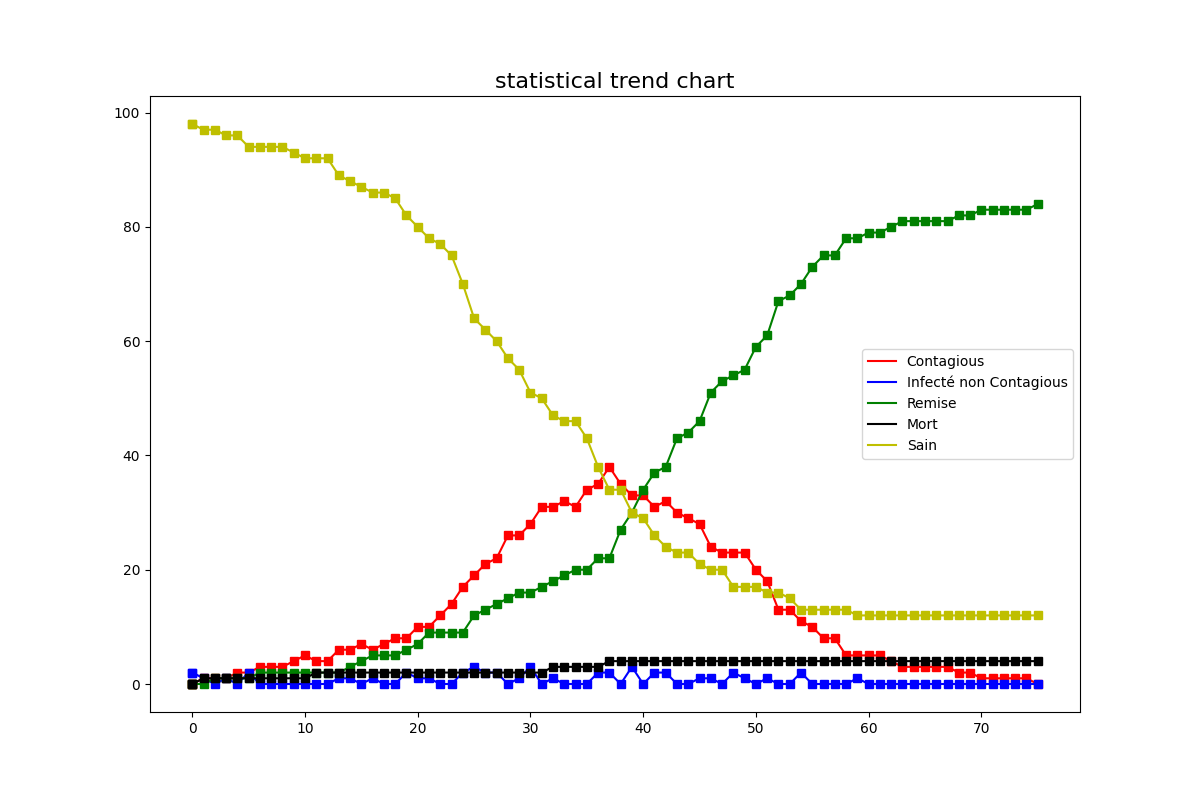 statistical trend chart
100
80
60
40
20
0
Contagious
Infecté non Contagious
Remise
Mort
Sain
0 10 20 30 40 50 60 70